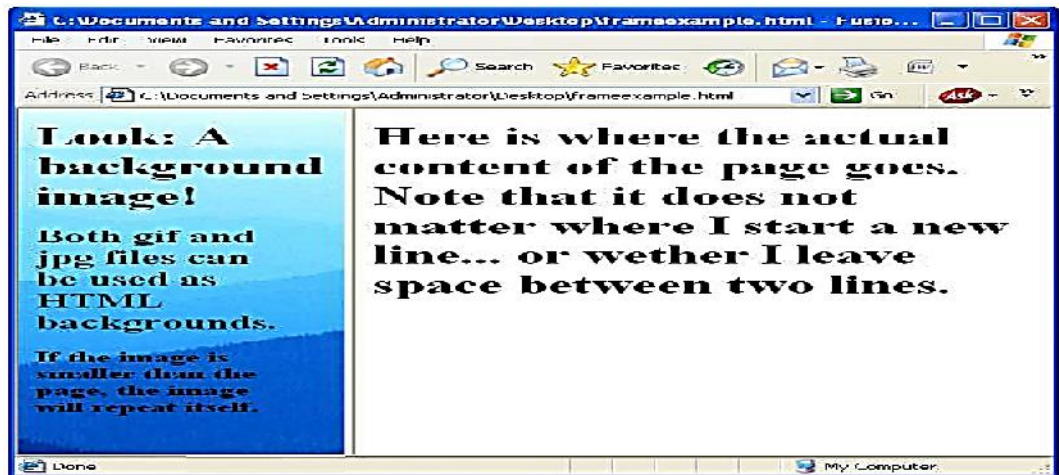 C:\Documents and Settings\Administrator\Desktop\frameexample.html - Fusio...
File Edit View Favorites Tools Help
Back Search Favorites
Address C:\Documents and Settings\Administrator\Desktop\frameexample.html Go Ask
Look: A
background
image!
Both gif and
jpg files can
be used as
HTML
backgrounds.
If the image is
smaller than the
page, the image
will repeat itself.
Here is where the actual
content of the page goes.
Note that it does not
matter where I start a new
line... or wether I leave
space between two lines.
Done My Computer